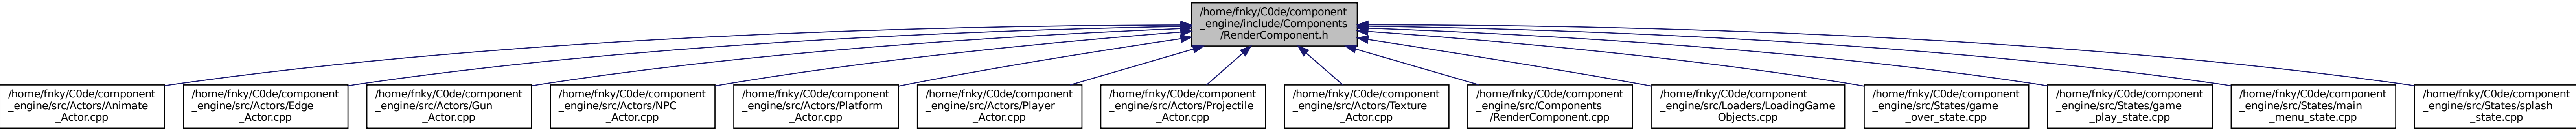 /home/fnky/C0de/component
_engine/include/Components
/RenderComponent.h
/home/fnky/C0de/component
_engine/src/Actors/Animate
_Actor.cpp
/home/fnky/C0de/component
_engine/src/Actors/Edge
_Actor.cpp
/home/fnky/C0de/component
_engine/src/Actors/Gun
_Actor.cpp
/home/fnky/C0de/component
_engine/src/Actors/NPC
_Actor.cpp
/home/fnky/C0de/component
_engine/src/Actors/Platform
_Actor.cpp
/home/fnky/C0de/component
_engine/src/Actors/Player
_Actor.cpp
/home/fnky/C0de/component
_engine/src/Actors/Projectile
_Actor.cpp
/home/fnky/C0de/component
_engine/src/Actors/Texture
_Actor.cpp
/home/fnky/C0de/component
_engine/src/Components
/RenderComponent.cpp
/home/fnky/C0de/component
_engine/src/Loaders/LoadingGame
Objects.cpp
/home/fnky/C0de/component
_engine/src/States/game
_over_state.cpp
/home/fnky/C0de/component
_engine/src/States/game
_play_state.cpp
/home/fnky/C0de/component
_engine/src/States/main
_menu_state.cpp
/home/fnky/C0de/component
_engine/src/States/splash
_state.cpp